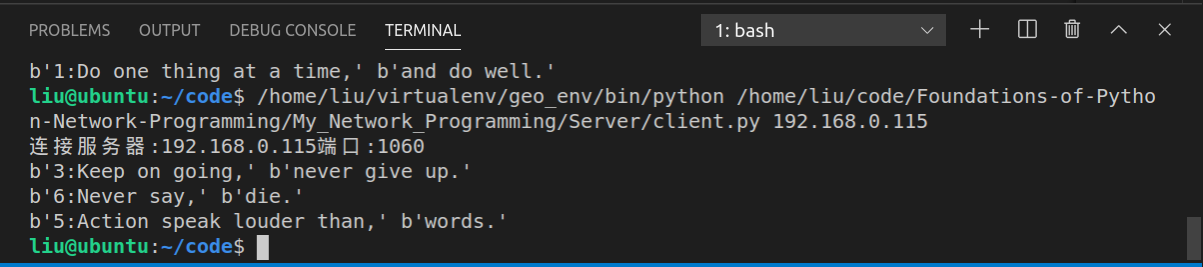 PROBLEMS OUTPUT DEBUG CONSOLE TERMINAL 1: bash
b'1:Do one thing at a time,' b'and do well.'
liu@ubuntu:~/code$ /home/liu/virtualenv/geo_env/bin/python /home/liu/code/Foundations-of-Pytho
n-Network-Programming/My_Network_Programming/Server/client.py 192.168.0.115
连接服务器:192.168.0.115端口:1060
b'3:Keep on going,' b'never give up.'
b'6:Never say,' b'die.'
b'5:Action speak louder than,' b'words.'
liu@ubuntu:~/code$